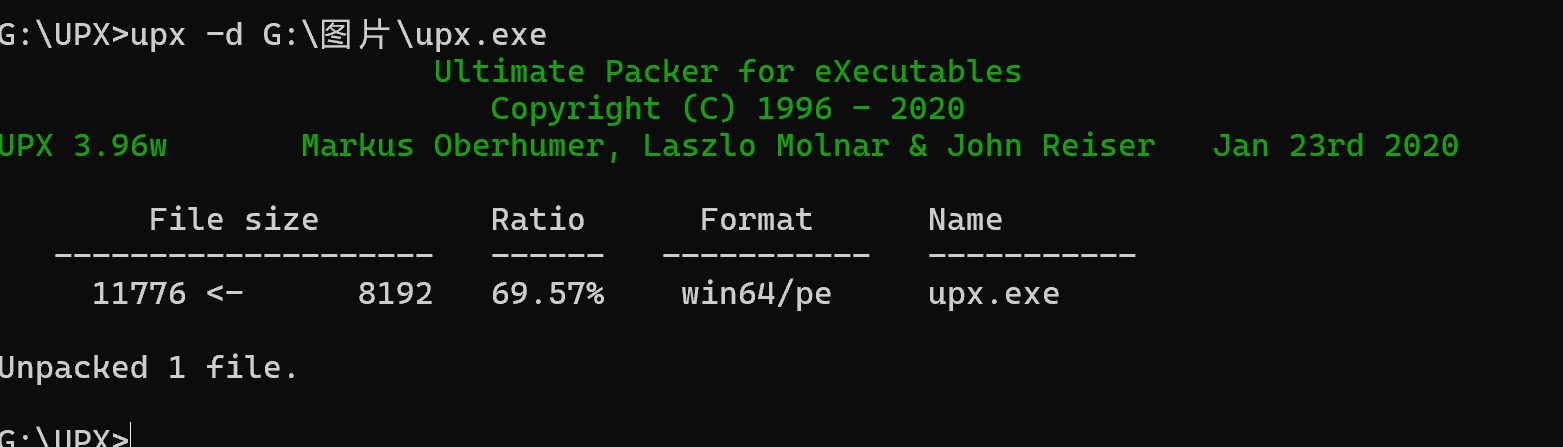 G:\UPX>upx -d G:\图片\upx.exe
Ultimate Packer for eXecutables
Copyright (C) 1996 - 2020
UPX 3.96w Markus Oberhumer, Laszlo Molnar & John Reiser Jan 23rd 2020
File size Ratio Format Name
-------------------- ------ ----------- -----------
11776 <- 8192 69.57% win64/pe upx.exe
Unpacked 1 file.
G:\UPX>